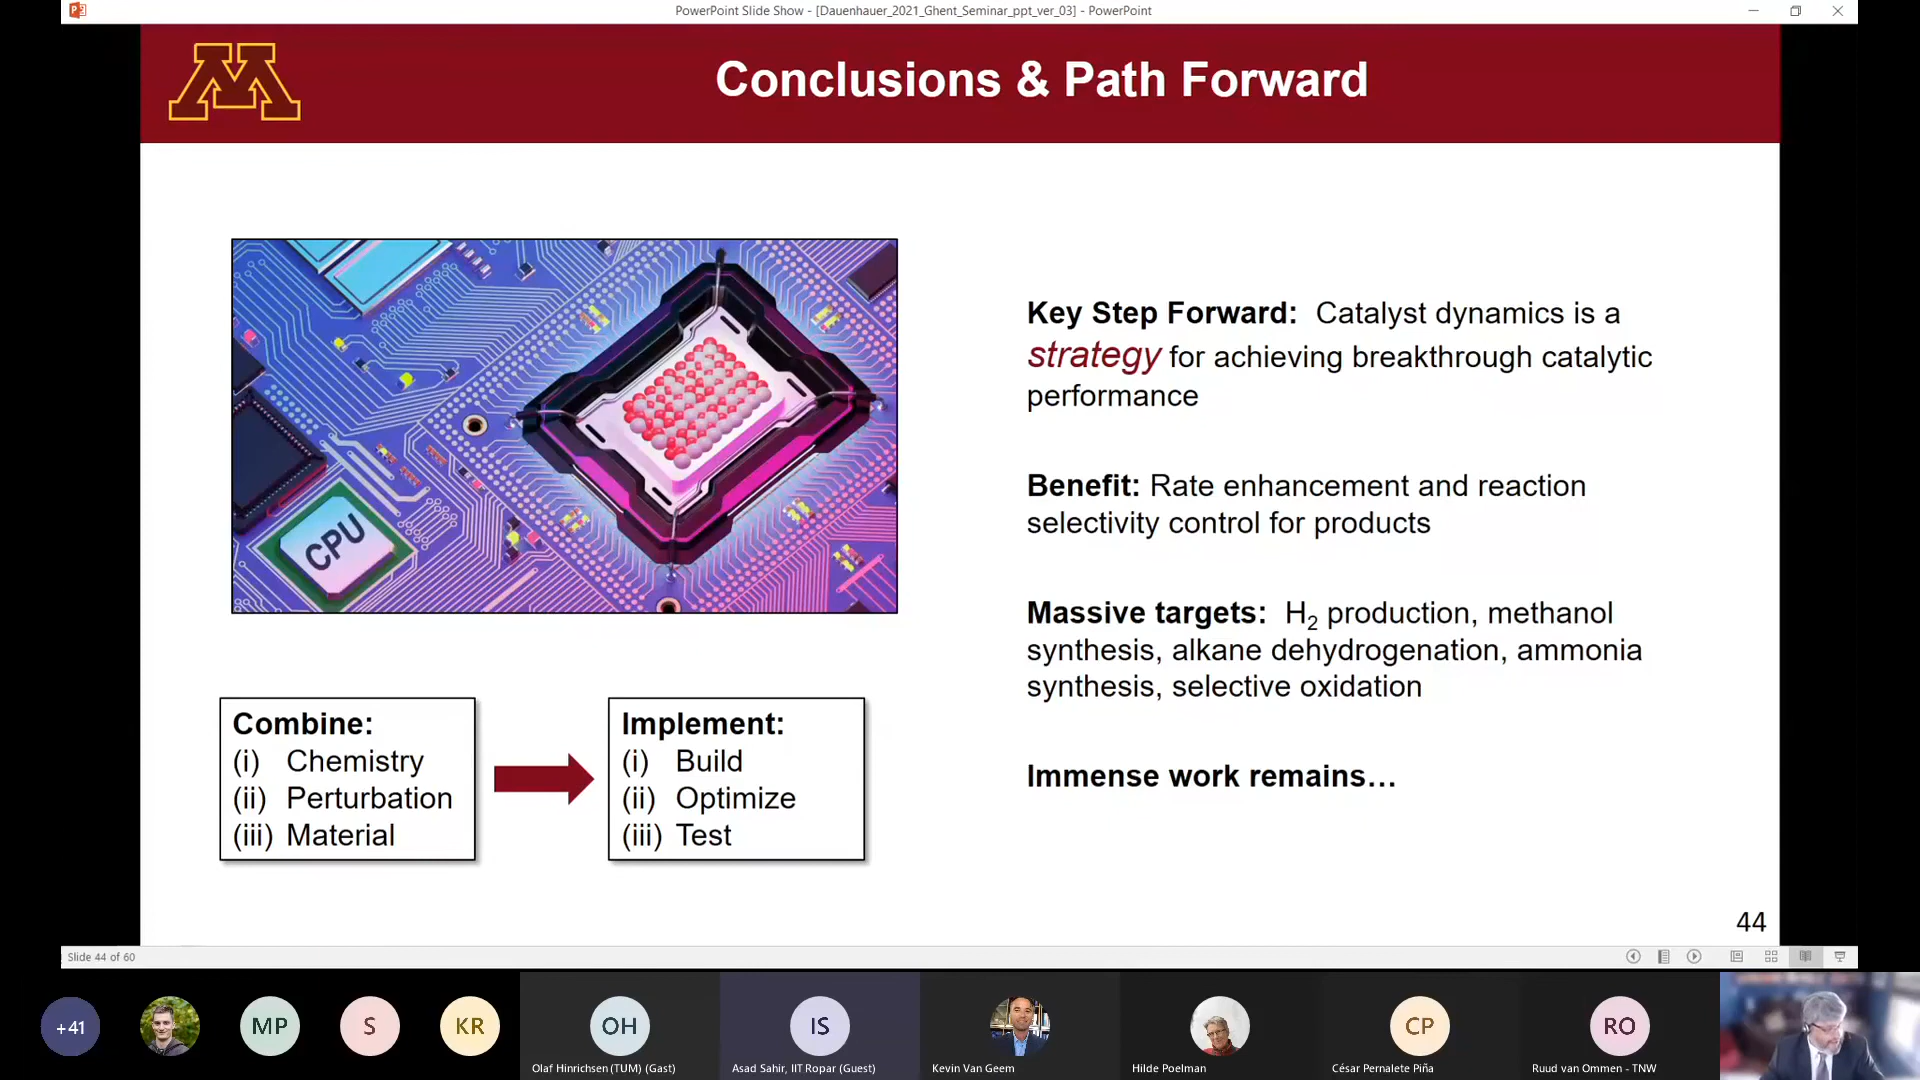 PowerPoint Slide Show - [Dauenhauer_2021_Ghent_Seminar_ppt_ver_03] - PowerPoint
M
Conclusions & Path Forward
CPU
Key Step Forward: Catalyst dynamics is a
strategy for achieving breakthrough catalytic
performance
Benefit: Rate enhancement and reaction
selectivity control for products
Massive targets: H₂ production, methanol
synthesis, alkane dehydrogenation, ammonia
synthesis, selective oxidation
Immense work remains…
Combine:
(i) Chemistry
(ii) Perturbation
(iii) Material
Implement:
(i) Build
(ii) Optimize
(iii) Test
44
Slide 44 of 60
+41
MP
S
KR
OH
Olaf Hinrichsen (TUM) (Gast)
IS
Asad Sahir, IIT Ropar (Guest)
Kevin Van Geem
Hilde Poelman
CP
César Pernalete Piña
RO
Ruud van Ommen - TNW